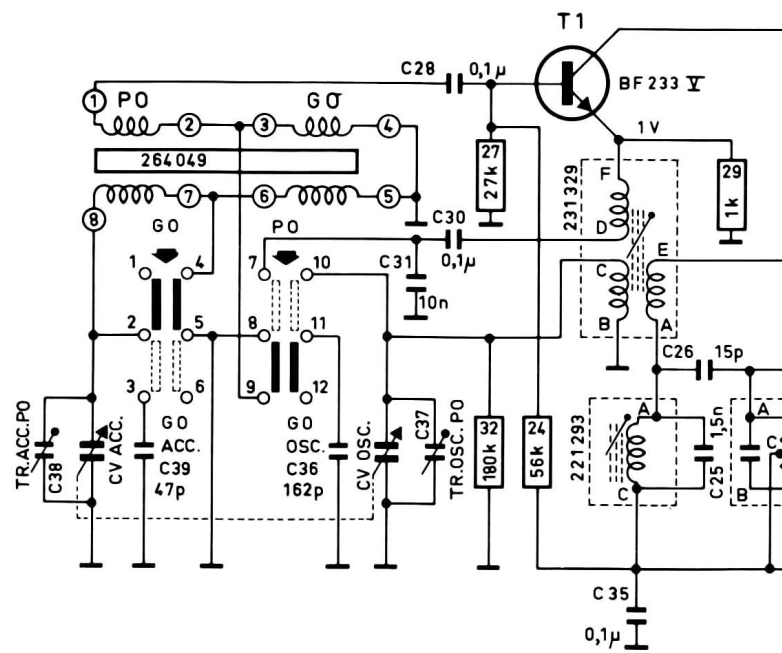 T1
C28
0,1µ
BF 233 V
1
PO
2
3
GO
4
1V
264049
27
27k
29
1k
231329
F
D
C
B
E
A
8
7
6
5
GO
PO
C30
0,1µ
C31
10n
1
4
7
10
2
5
8
11
3
6
9
12
C26
15p
TR.ACC.PO
C38
CV ACC.
GO
ACC.
C39
47p
GO
OSC.
C36
162p
CV OSC.
C37
TR.OSC.PO
32
180k
24
56k
221293
A
C
1,5n
C25
A
B
C
C35
0,1µ